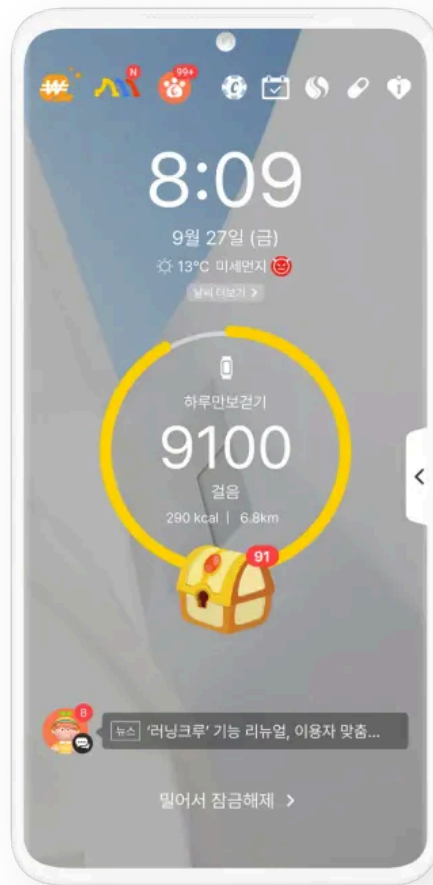 ₩ N 99+ C i
8:09
9월 27일 (금)
13°C 미세먼지
날씨 더보기 >
하루만보걷기
9100
걸음
290 kcal | 6.8km
91
8
뉴스 '러닝크루' 기능 리뉴얼, 이용자 맞춤...
밀어서 잠금해제 >